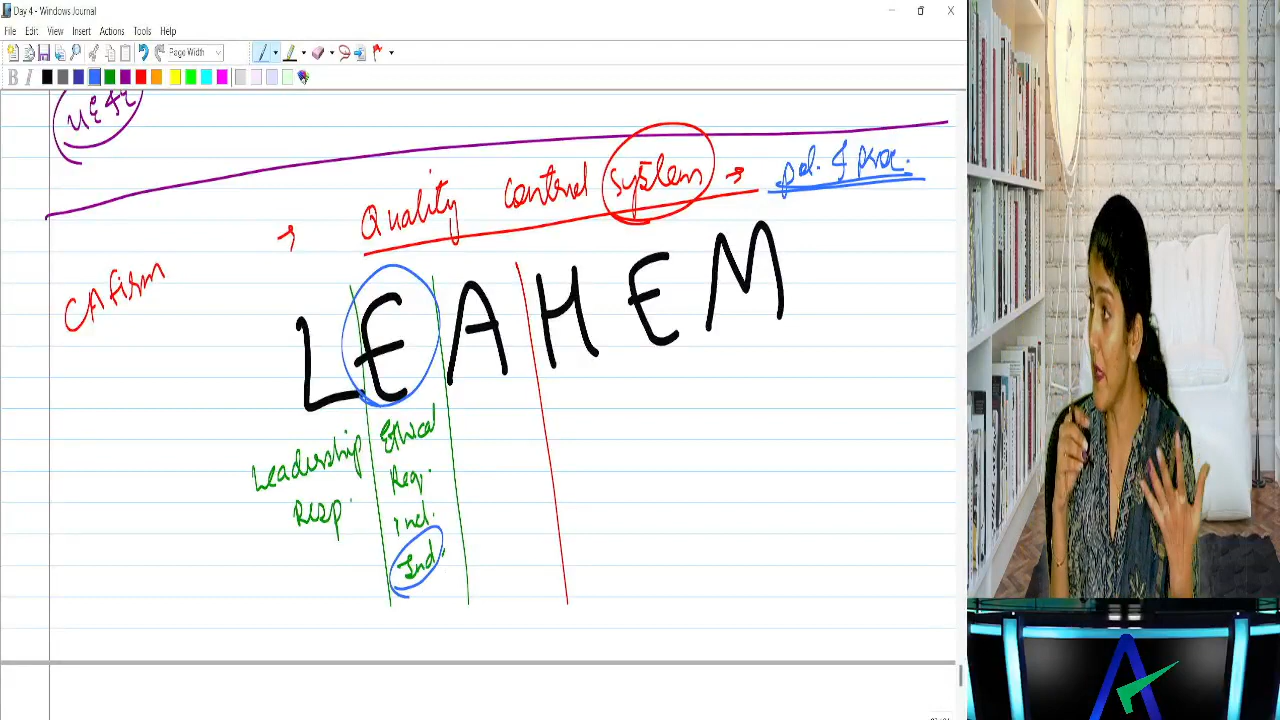 Day 4 - Windows Journal
File Edit View Insert Actions Tools Help
Page Width
B I
Quality control system → pol. & proc.
CA firm
LEAHEM
Leadership Resp
Ethical Req. incl. Ind.